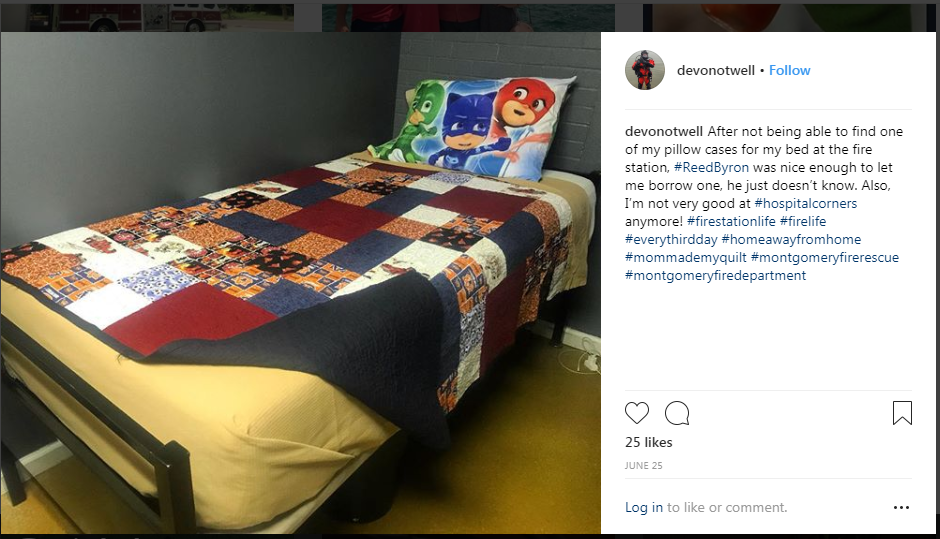 devonotwell • Follow
devonotwell After not being able to find one
of my pillow cases for my bed at the fire
station, #ReedByron was nice enough to let
me borrow one, he just doesn't know. Also,
I'm not very good at #hospitalcorners
anymore! #firestationlife #firelife
#everythirdday #homeawayfromhome
#mommademyquilt #montgomeryfirerescue
#montgomeryfiredepartment
25 likes
JUNE 25
Log in to like or comment.